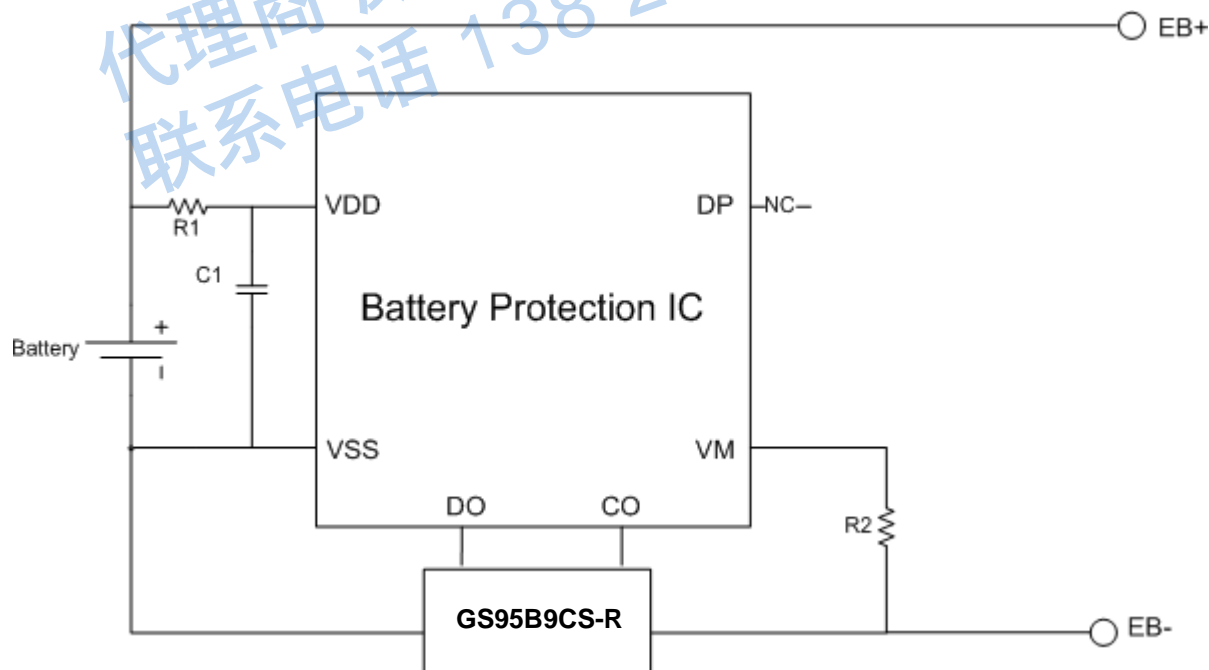 代理商
联系电话 138 2
EB+
VDD
DP
NC
R1
C1
Battery Protection IC
+
Battery
VSS
VM
DO
CO
R2
GS95B9CS-R
EB-